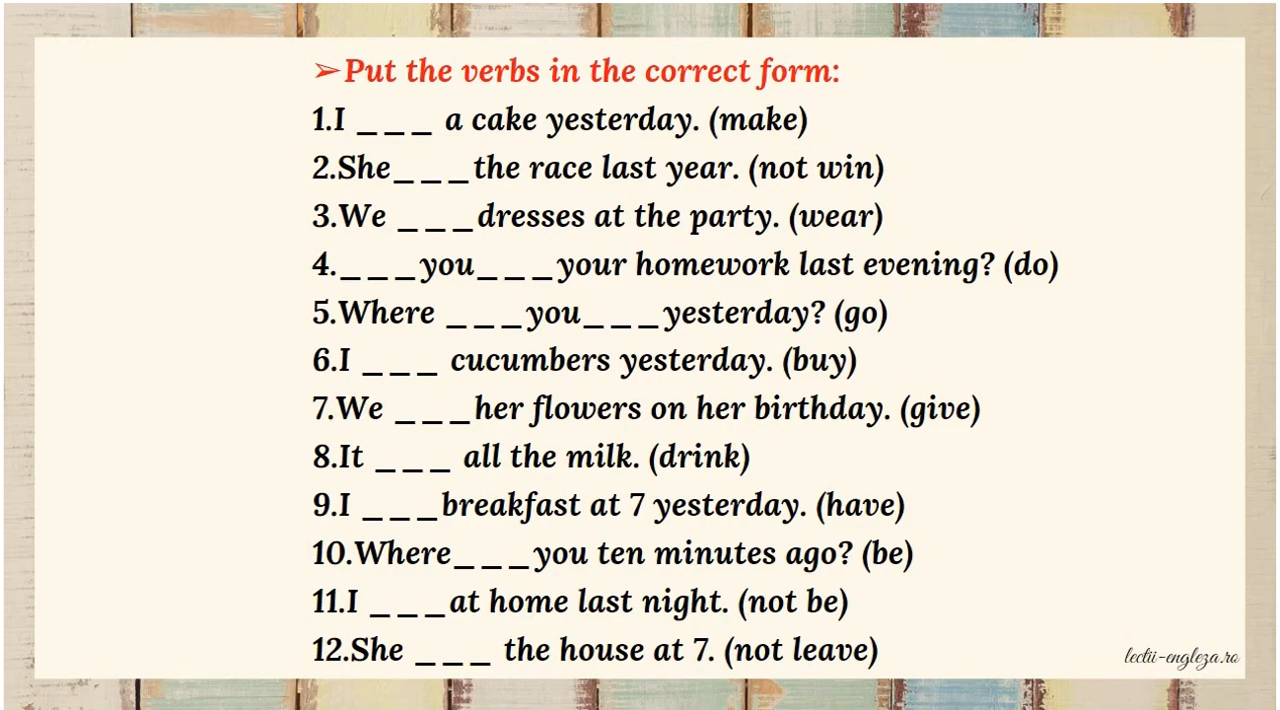 ➢Put the verbs in the correct form:
1.I _ _ _ a cake yesterday. (make)
2.She_ _ _the race last year. (not win)
3.We _ _ _dresses at the party. (wear)
4._ _ _you_ _ _your homework last evening? (do)
5.Where _ _ _you_ _ _yesterday? (go)
6.I _ _ _ cucumbers yesterday. (buy)
7.We _ _ _her flowers on her birthday. (give)
8.It _ _ _ all the milk. (drink)
9.I _ _ _breakfast at 7 yesterday. (have)
10.Where_ _ _you ten minutes ago? (be)
11.I _ _ _at home last night. (not be)
12.She _ _ _ the house at 7. (not leave)
lectii-engleza.ro